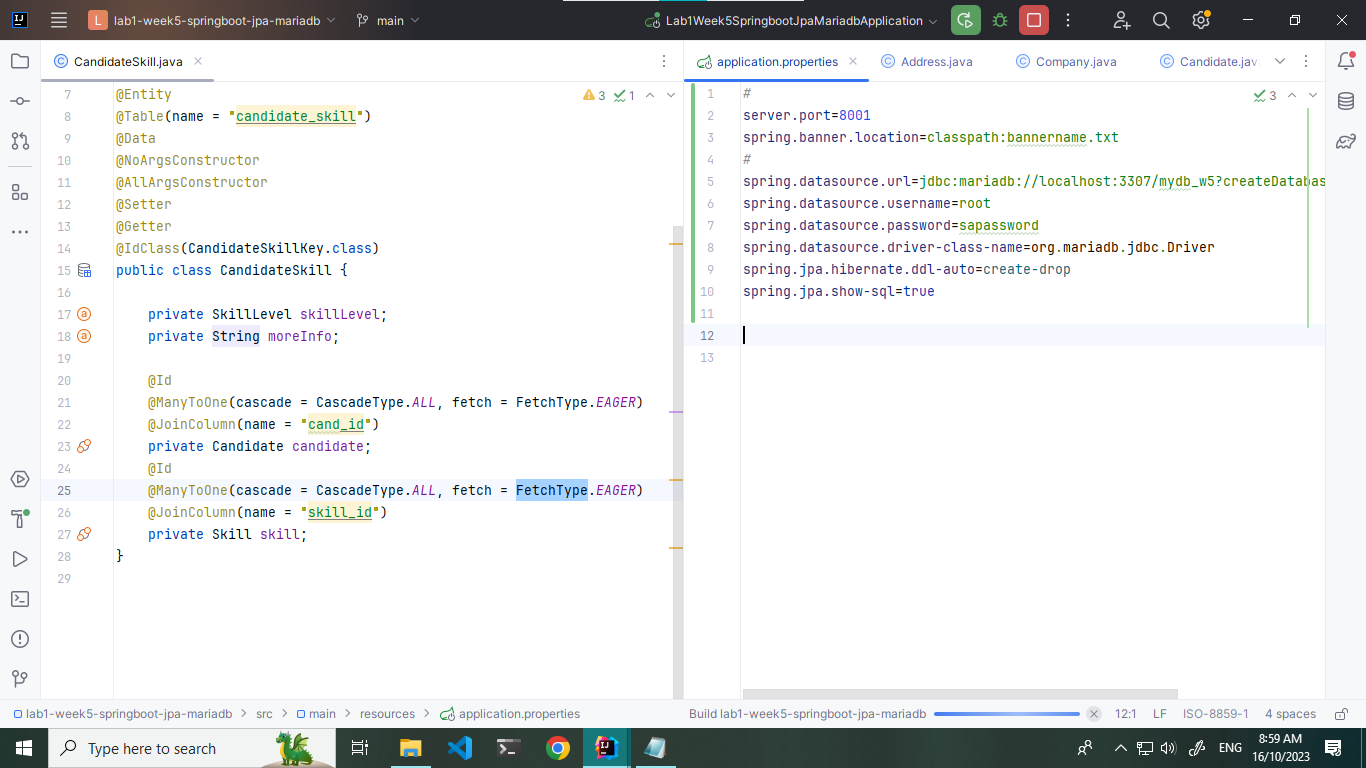 L lab1-week5-springboot-jpa-mariadb main Lab1Week5SpringbootJpaMariadbApplication
CandidateSkill.java
application.properties Address.java Company.java Candidate.jav
3 1
3
7 @Entity
8 @Table(name = "candidate_skill")
9 @Data
10 @NoArgsConstructor
11 @AllArgsConstructor
12 @Setter
13 @Getter
14 @IdClass(CandidateSkillKey.class)
15 public class CandidateSkill {
16
17 private SkillLevel skillLevel;
18 private String moreInfo;
19
20 @Id
21 @ManyToOne(cascade = CascadeType.ALL, fetch = FetchType.EAGER)
22 @JoinColumn(name = "cand_id")
23 private Candidate candidate;
24 @Id
25 @ManyToOne(cascade = CascadeType.ALL, fetch = FetchType.EAGER)
26 @JoinColumn(name = "skill_id")
27 private Skill skill;
28 }
29
1 #
2 server.port=8001
3 spring.banner.location=classpath:bannername.txt
4 #
5 spring.datasource.url=jdbc:mariadb://localhost:3307/mydb_w5?createDatabas
6 spring.datasource.username=root
7 spring.datasource.password=sapassword
8 spring.datasource.driver-class-name=org.mariadb.jdbc.Driver
9 spring.jpa.hibernate.ddl-auto=create-drop
10 spring.jpa.show-sql=true
11
12
13
lab1-week5-springboot-jpa-mariadb > src > main > resources > application.properties
Build lab1-week5-springboot-jpa-mariadb 12:1 LF ISO-8859-1 4 spaces
Type here to search
ENG
8:59 AM
16/10/2023